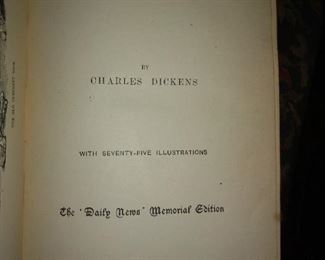 BY
CHARLES DICKENS
WITH SEVENTY-FIVE ILLUSTRATIONS
The 'Daily News' Memorial Edition